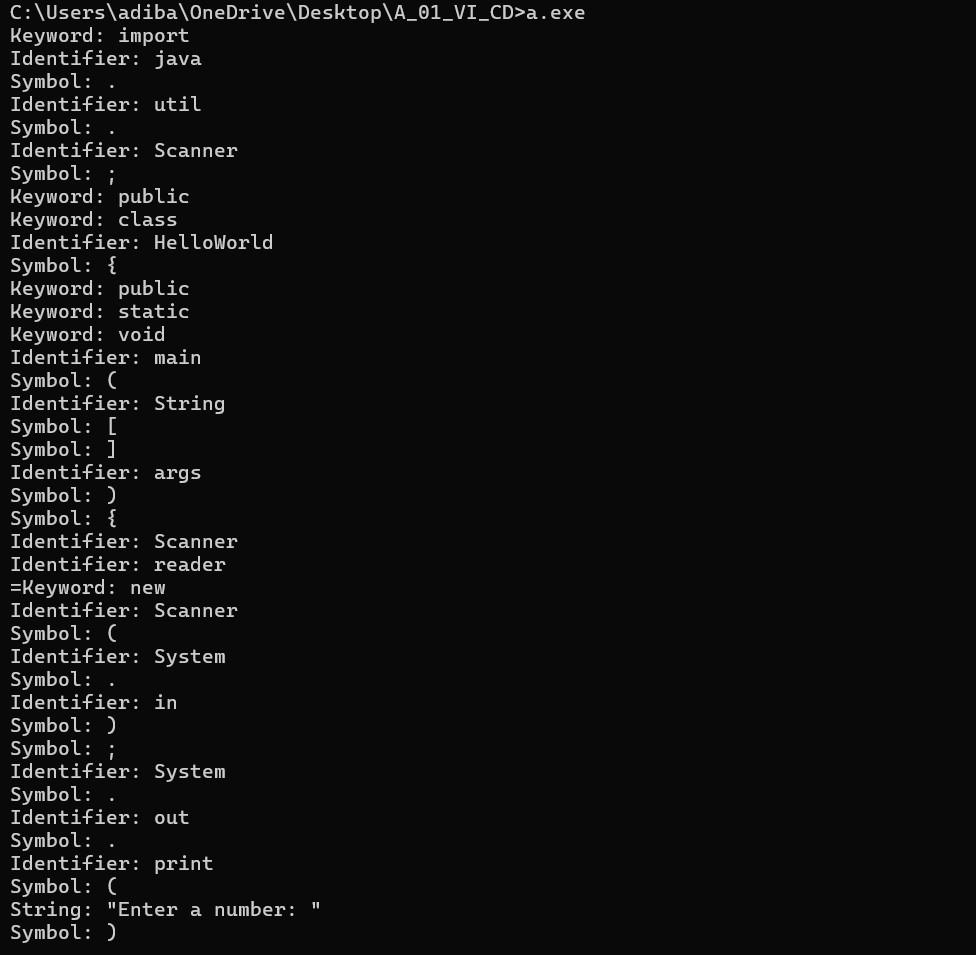 C:\Users\adiba\OneDrive\Desktop\A_01_VI_CD>a.exe
Keyword: import
Identifier: java
Symbol: .
Identifier: util
Symbol: .
Identifier: Scanner
Symbol: ;
Keyword: public
Keyword: class
Identifier: HelloWorld
Symbol: {
Keyword: public
Keyword: static
Keyword: void
Identifier: main
Symbol: (
Identifier: String
Symbol: [
Symbol: ]
Identifier: args
Symbol: )
Symbol: {
Identifier: Scanner
Identifier: reader
=Keyword: new
Identifier: Scanner
Symbol: (
Identifier: System
Symbol: .
Identifier: in
Symbol: )
Symbol: ;
Identifier: System
Symbol: .
Identifier: out
Symbol: .
Identifier: print
Symbol: (
String: "Enter a number: "
Symbol: )